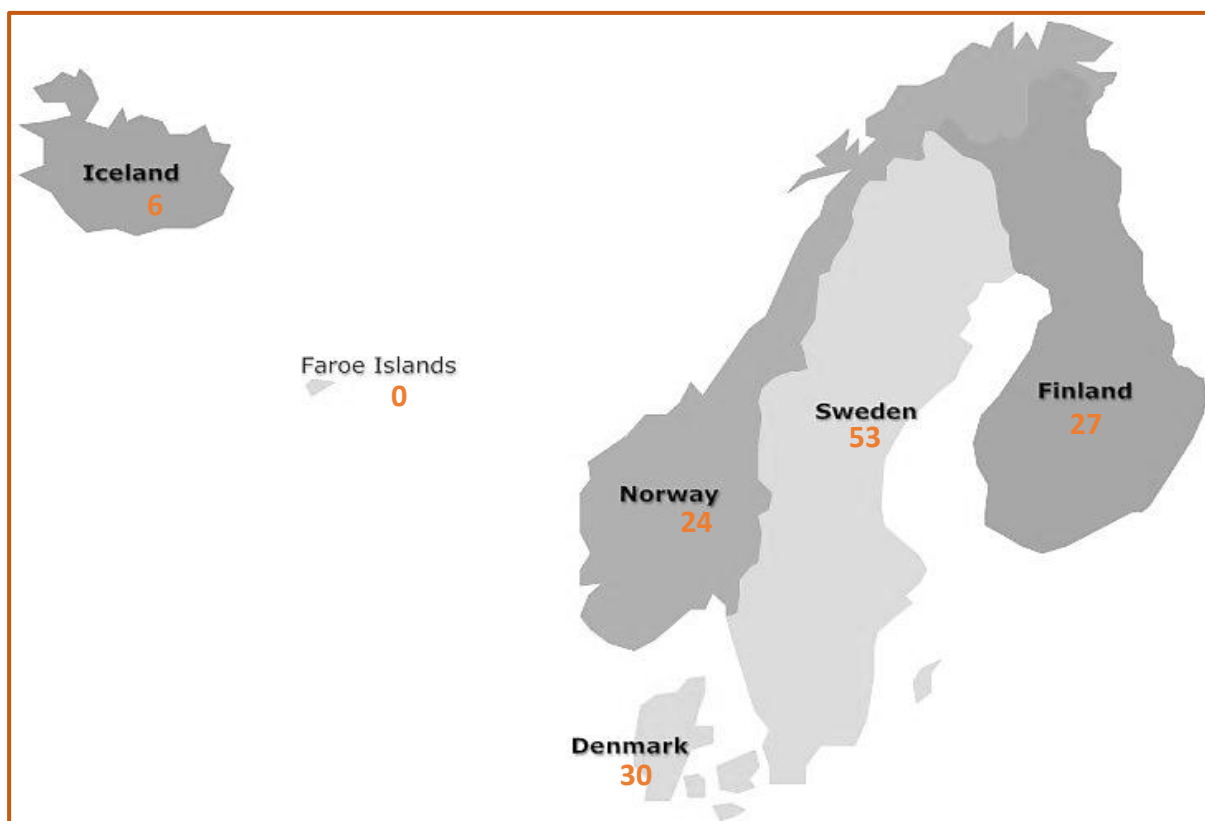 Iceland
6
Faroe Islands
0
Sweden
53
Finland
27
Norway
24
Denmark
30